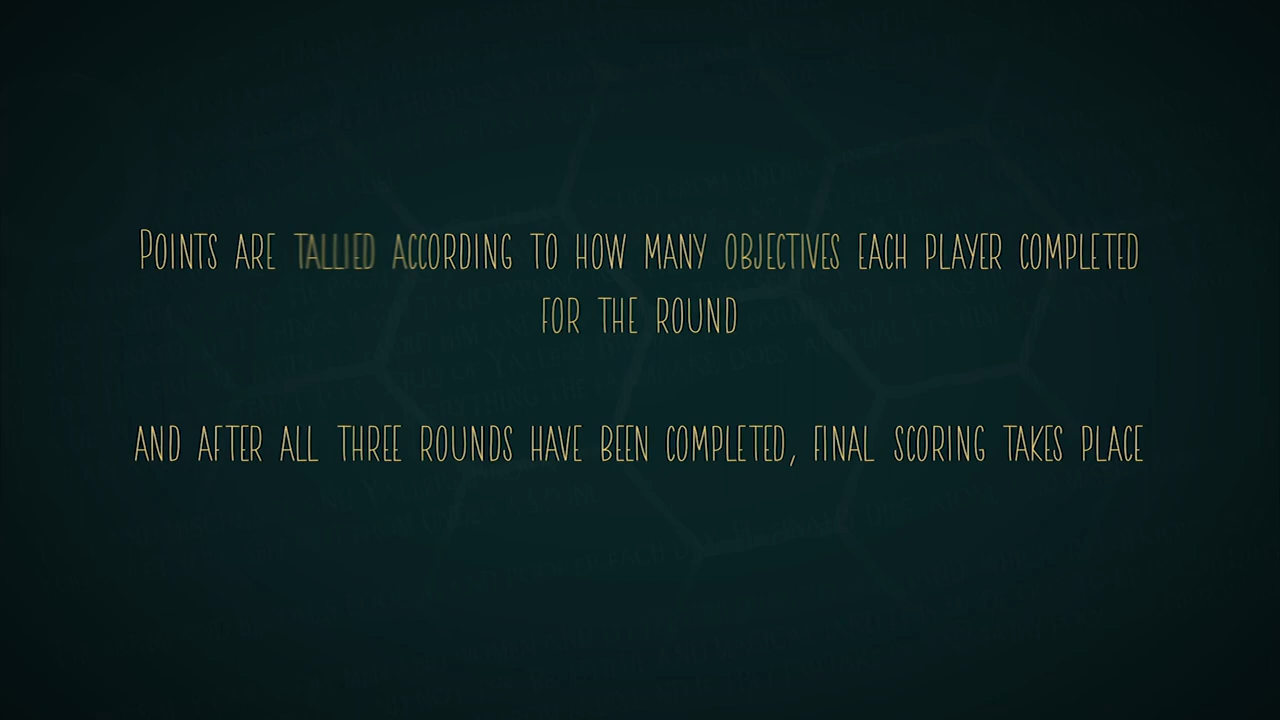 Points are tallied according to how many objectives each player completed
for the round
and after all three rounds have been completed, final scoring takes place